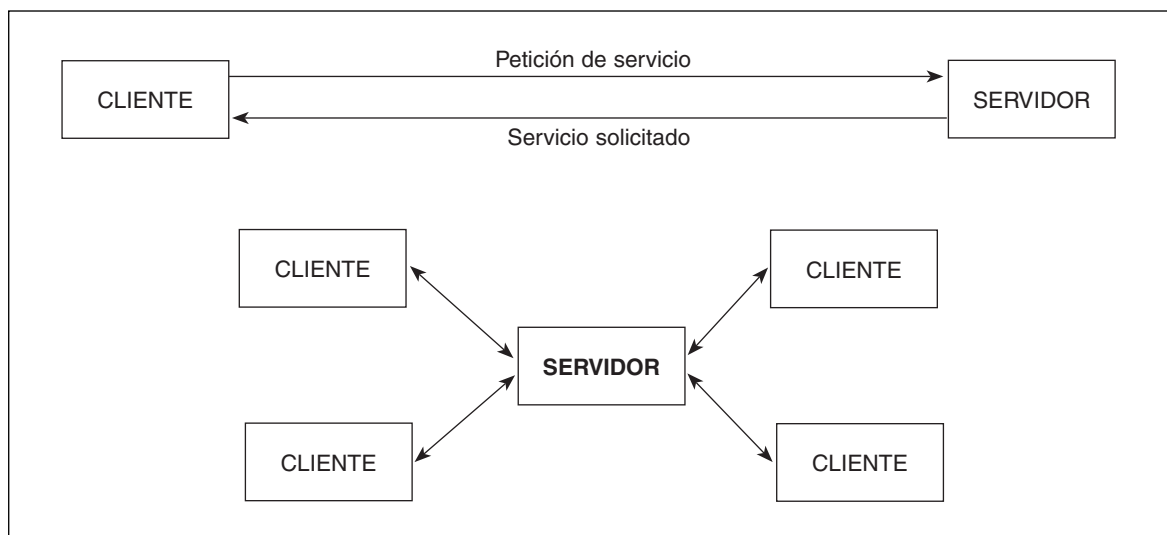 Petición de servicio
CLIENTE
SERVIDOR
Servicio solicitado
CLIENTE
CLIENTE
SERVIDOR
CLIENTE
CLIENTE